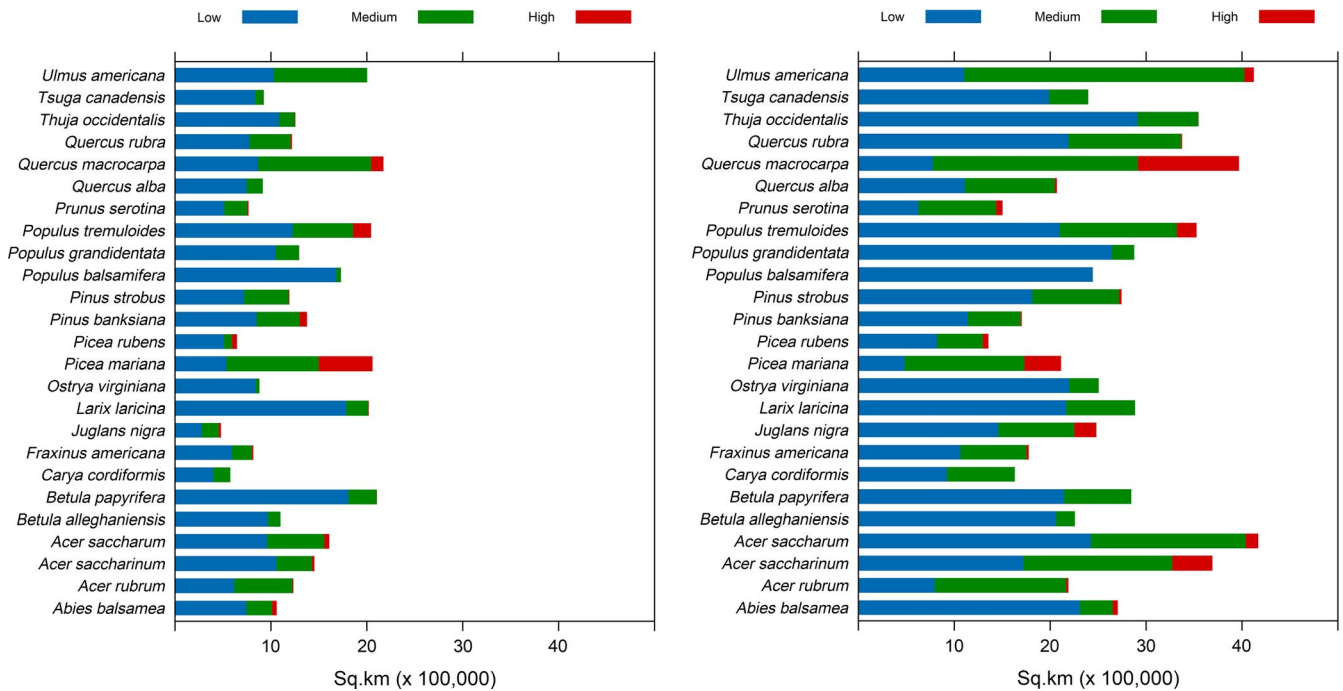 Low Medium High
Ulmus americana
Tsuga canadensis
Thuja occidentalis
Quercus rubra
Quercus macrocarpa
Quercus alba
Prunus serotina
Populus tremuloides
Populus grandidentata
Populus balsamifera
Pinus strobus
Pinus banksiana
Picea rubens
Picea mariana
Ostrya virginiana
Larix laricina
Juglans nigra
Fraxinus americana
Carya cordiformis
Betula papyrifera
Betula alleghaniensis
Acer saccharum
Acer saccharinum
Acer rubrum
Abies balsamea
10 20 30 40
Sq.km (x 100,000)
Low Medium High
Ulmus americana
Tsuga canadensis
Thuja occidentalis
Quercus rubra
Quercus macrocarpa
Quercus alba
Prunus serotina
Populus tremuloides
Populus grandidentata
Populus balsamifera
Pinus strobus
Pinus banksiana
Picea rubens
Picea mariana
Ostrya virginiana
Larix laricina
Juglans nigra
Fraxinus americana
Carya cordiformis
Betula papyrifera
Betula alleghaniensis
Acer saccharum
Acer saccharinum
Acer rubrum
Abies balsamea
10 20 30 40
Sq.km (x 100,000)